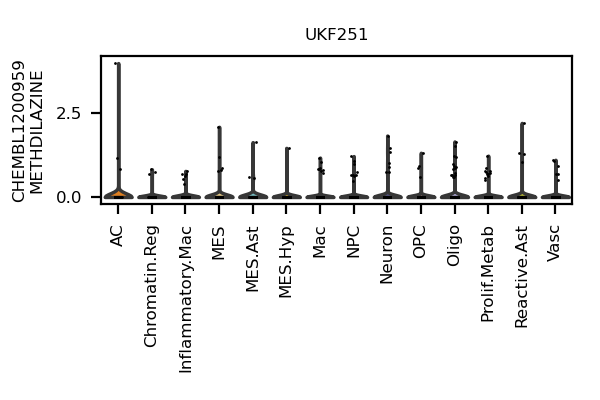 UKF251
CHEMBL1200959
METHDILAZINE
2.5
0.0
AC
Chromatin.Reg
Inflammatory.Mac
MES
MES.Ast
MES.Hyp
Mac
NPC
Neuron
OPC
Oligo
Prolif.Metab
Reactive.Ast
Vasc